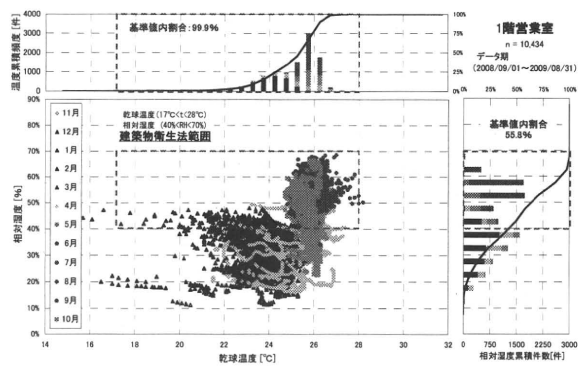 温度累積頻度 [件]
4000
3000
2000
1000
0
基準値内割合:99.9%
100%
75%
50%
25%
0%
1階営業室
n = 10,434
データ期
(2008/09/01~2009/08/31)
相対湿度 [%]
90%
80%
70%
60%
50%
40%
30%
20%
10%
0%
11月
12月
1月
2月
3月
4月
5月
6月
7月
8月
9月
10月
乾球温度(17℃<t<28℃)
相対湿度 (40%<RH<70%)
建築物衛生法範囲
14
16
18
20
22
24
26
28
30
32
乾球温度 [℃]
0%
25%
50%
75%
100%
基準値内割合
55.8%
0
750
1500
2250
3000
相対湿度累積件数[件]